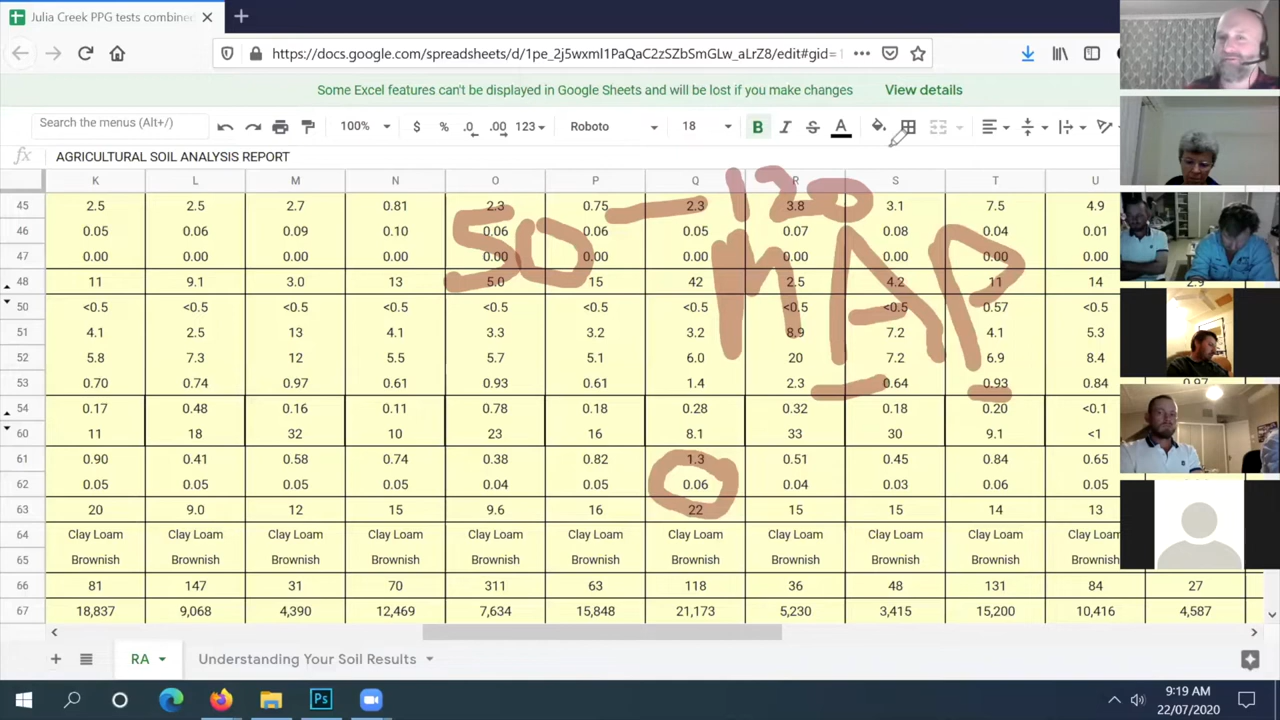 Julia Creek PPG tests combine
https://docs.google.com/spreadsheets/d/1pe_2j5wxml1PaQaC2zSZbSmGLw_aLrZ8/edit#gid=1
Some Excel features can't be displayed in Google Sheets and will be lost if you make changes View details
Search the menus (Alt+/) 100% $ % .0 .00 123 Roboto 18 B I S A
fx AGRICULTURAL SOIL ANALYSIS REPORT
K L M N O P Q R S T U
45 2.5 2.5 2.7 0.81 2.3 0.75 2.3 3.8 3.1 7.5 4.9
46 0.05 0.06 0.09 0.10 0.06 0.06 0.05 0.07 0.08 0.04 0.01
47 0.00 0.00 0.00 0.00 0.00 0.00 0.00 0.00 0.00 0.00 0.00
48 11 9.1 3.0 13 5.0 15 42 2.5 4.2 11 14 2.9
50 <0.5 <0.5 <0.5 <0.5 <0.5 <0.5 <0.5 <0.5 <0.5 0.57 <0.5
51 4.1 2.5 13 4.1 3.3 3.2 3.2 8.9 7.2 4.1 5.3
52 5.8 7.3 12 5.5 5.7 5.1 6.0 20 7.2 6.9 8.4
53 0.70 0.74 0.97 0.61 0.93 0.61 1.4 2.3 0.64 0.93 0.84 0.97
54 0.17 0.48 0.16 0.11 0.78 0.18 0.28 0.32 0.18 0.20 <0.1
60 11 18 32 10 23 16 8.1 33 30 9.1 <1
61 0.90 0.41 0.58 0.74 0.38 0.82 1.3 0.51 0.45 0.84 0.65
62 0.05 0.05 0.05 0.05 0.04 0.05 0.06 0.04 0.03 0.06 0.05
63 20 9.0 12 15 9.6 16 22 15 15 14 13
64 Clay Loam Clay Loam Clay Loam Clay Loam Clay Loam Clay Loam Clay Loam Clay Loam Clay Loam Clay Loam Clay Loam
65 Brownish Brownish Brownish Brownish Brownish Brownish Brownish Brownish Brownish Brownish Brownish
66 81 147 31 70 311 63 118 36 48 131 84 27
67 18,837 9,068 4,390 12,469 7,634 15,848 21,173 5,230 3,415 15,200 10,416 4,587
50 — 120
MAP
RA Understanding Your Soil Results
Ps
9:19 AM
22/07/2020